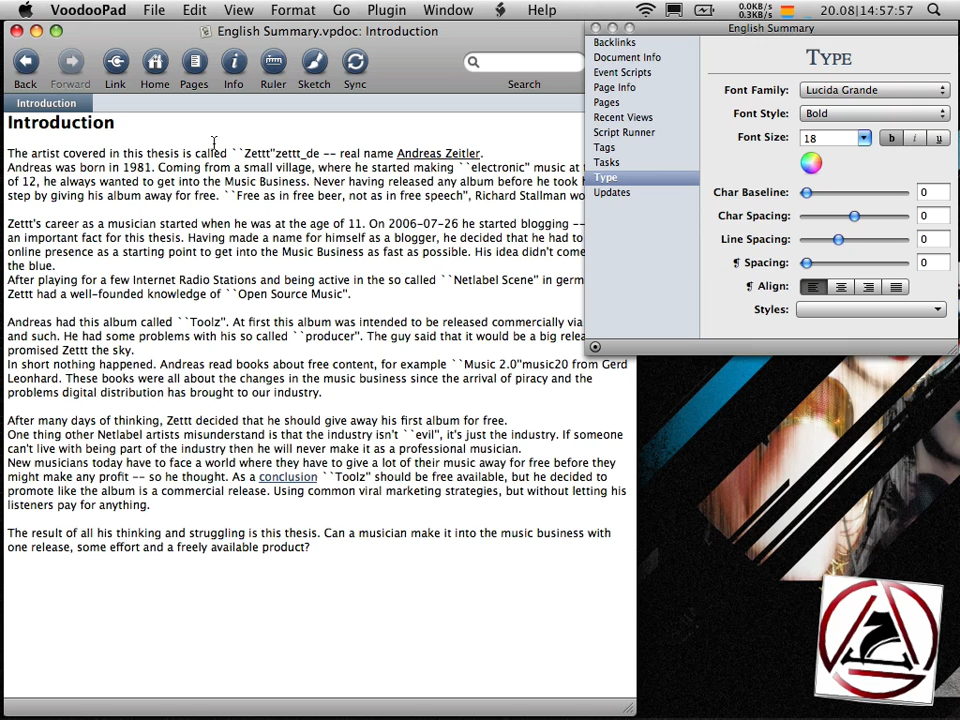 VoodooPad File Edit View Format Go Plugin Window Help 0.0KB/s 0.3KB/s 20.08|14:57:57
English Summary.vpdoc: Introduction
Back Forward Link Home Pages Info Ruler Sketch Sync Search
Introduction
Introduction
The artist covered in this thesis is called ``Zettt"zettt_de -- real name Andreas Zeitler.
Andreas was born in 1981. Coming from a small village, where he started making ``electronic" music at
of 12, he always wanted to get into the Music Business. Never having released any album before he took
step by giving his album away for free. ``Free as in free beer, not as in free speech", Richard Stallman wo
Zettt's career as a musician started when he was at the age of 11. On 2006-07-26 he started blogging --
an important fact for this thesis. Having made a name for himself as a blogger, he decided that he had to
online presence as a starting point to get into the Music Business as fast as possible. His idea didn't come
the blue.
After playing for a few Internet Radio Stations and being active in the so called ``Netlabel Scene" in germ
Zettt had a well-founded knowledge of ``Open Source Music".
Andreas had this album called ``Toolz". At first this album was intended to be released commercially via
and such. He had some problems with his so called ``producer". The guy said that it would be a big relea
promised Zettt the sky.
In short nothing happened. Andreas read books about free content, for example ``Music 2.0"music20 from Gerd
Leonhard. These books were all about the changes in the music business since the arrival of piracy and the
problems digital distribution has brought to our industry.
After many days of thinking, Zettt decided that he should give away his first album for free.
One thing other Netlabel artists misunderstand is that the industry isn't ``evil", it's just the industry. If someone
can't live with being part of the industry then he will never make it as a professional musician.
New musicians today have to face a world where they have to give a lot of their music away for free before they
might make any profit -- so he thought. As a conclusion ``Toolz" should be free available, but he decided to
promote like the album is a commercial release. Using common viral marketing strategies, but without letting his
listeners pay for anything.
The result of all his thinking and struggling is this thesis. Can a musician make it into the music business with
one release, some effort and a freely available product?
English Summary
Backlinks
Document Info
Event Scripts
Page Info
Pages
Recent Views
Script Runner
Tags
Tasks
Type
Updates
TYPE
Font Family: Lucida Grande
Font Style: Bold
Font Size: 18 b i u
Char Baseline: 0
Char Spacing: 0
Line Spacing: 0
¶ Spacing: 0
¶ Align:
Styles: